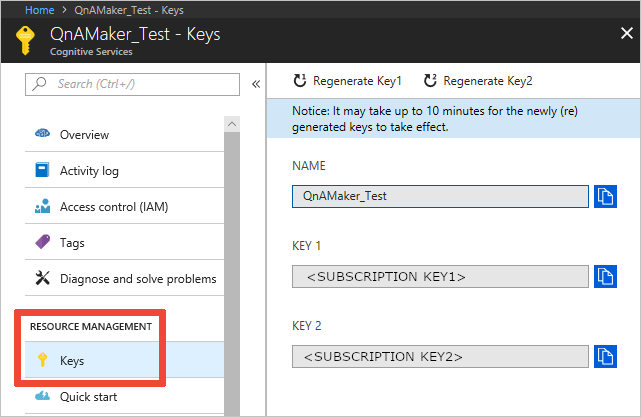 Home > QnAMaker_Test - Keys
QnAMaker_Test - Keys
Cognitive Services
Search (Ctrl+/)
Overview
Activity log
Access control (IAM)
Tags
Diagnose and solve problems
RESOURCE MANAGEMENT
Keys
Quick start
Regenerate Key1 Regenerate Key2
Notice: It may take up to 10 minutes for the newly (re)
generated keys to take effect.
NAME
QnAMaker_Test
KEY 1
<SUBSCRIPTION KEY1>
KEY 2
<SUBSCRIPTION KEY2>